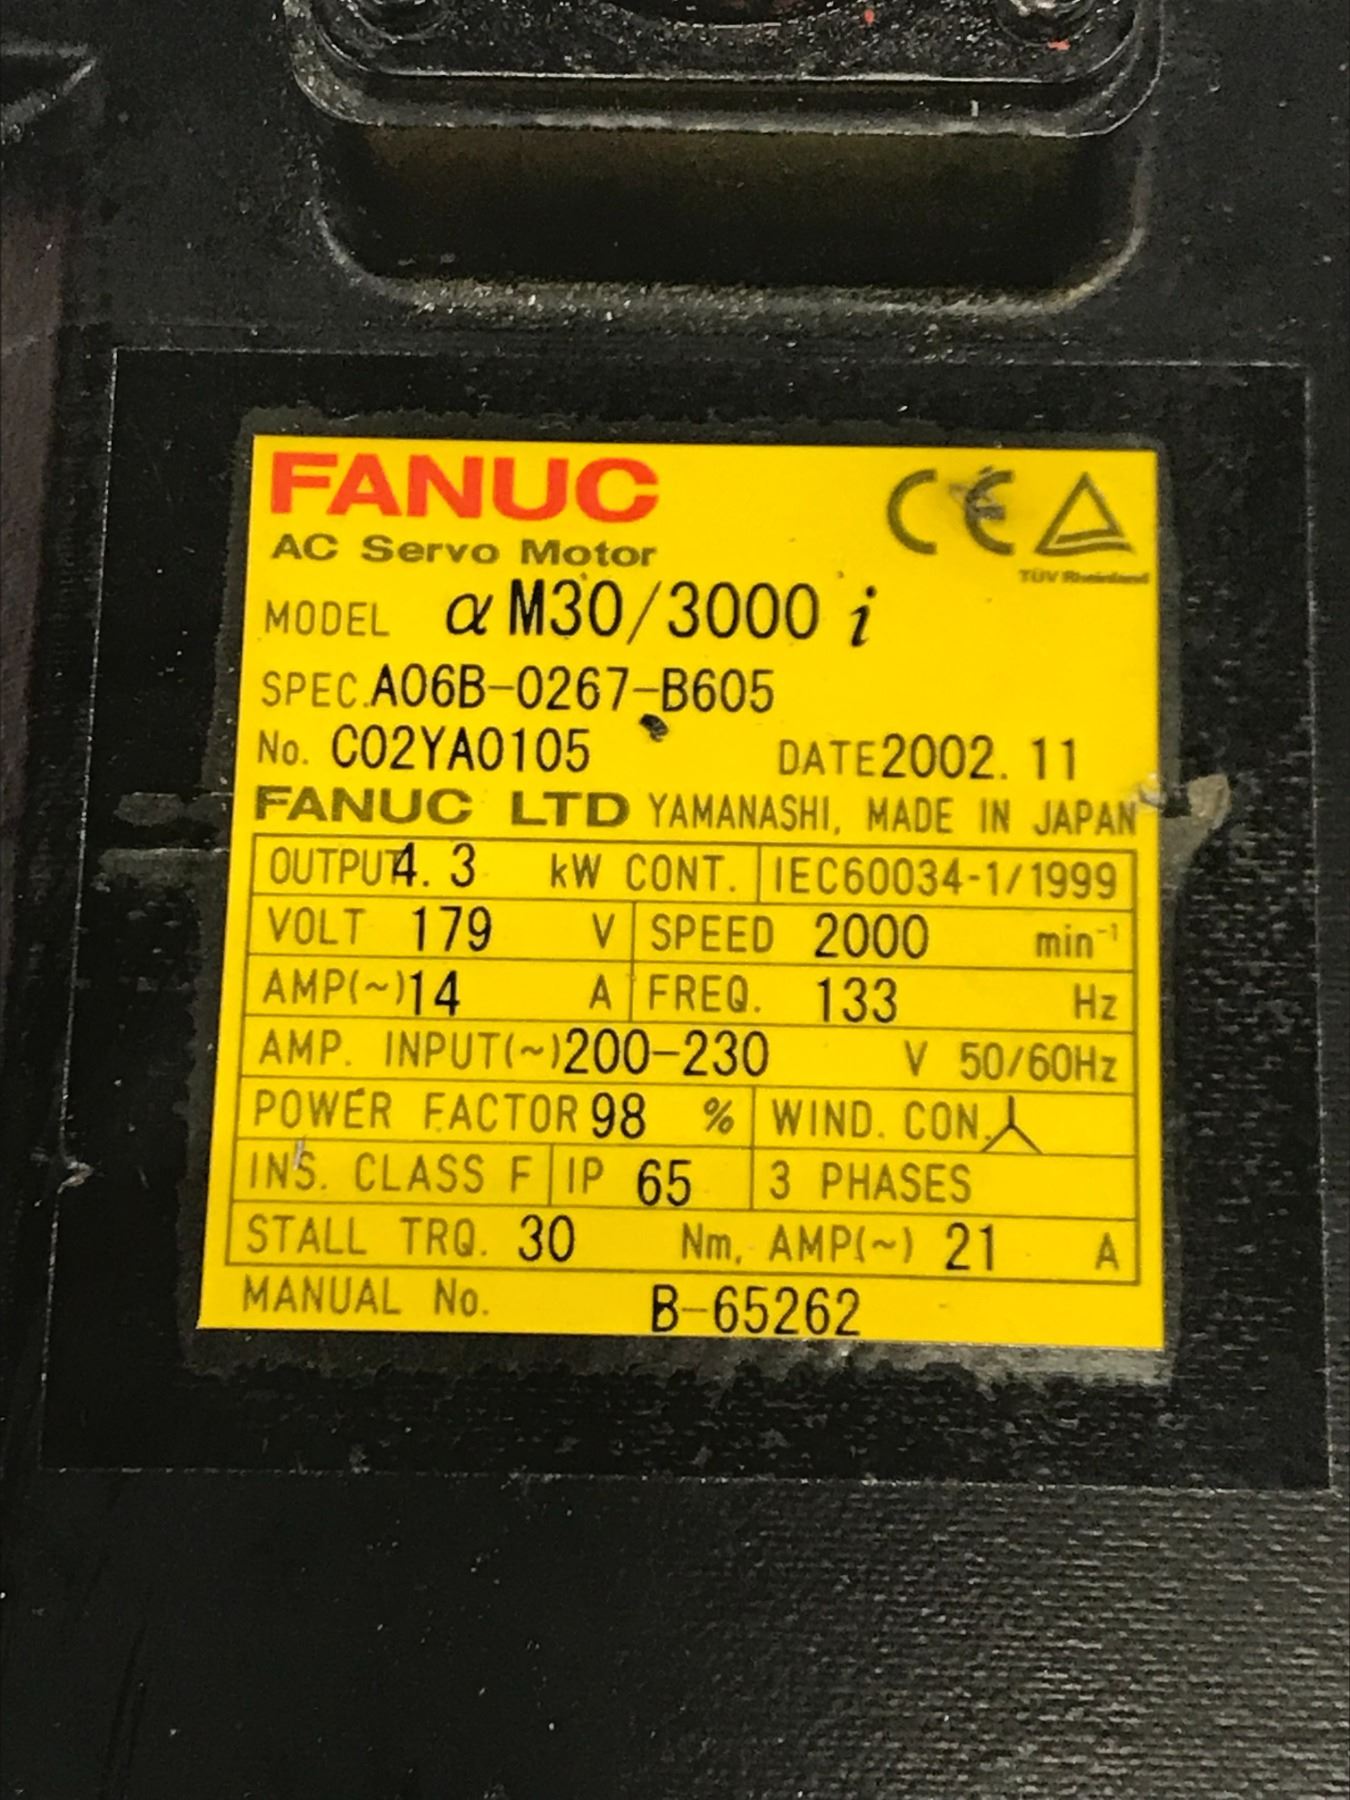 FANUC
AC Servo Motor
TÜV Rheinland
MODEL α M30/3000 i
SPEC. A06B-0267-B605
No. C02YA0105 DATE 2002. 11
FANUC LTD YAMANASHI, MADE IN JAPAN
OUTPUT 4. 3 kW CONT. IEC60034-1/1999
VOLT 179 V SPEED 2000 min⁻¹
AMP(~) 14 A FREQ. 133 Hz
AMP. INPUT(~) 200-230 V 50/60Hz
POWER FACTOR 98 % WIND. CON.
INS. CLASS F IP 65 3 PHASES
STALL TRQ. 30 Nm, AMP(~) 21 A
MANUAL No. B-65262